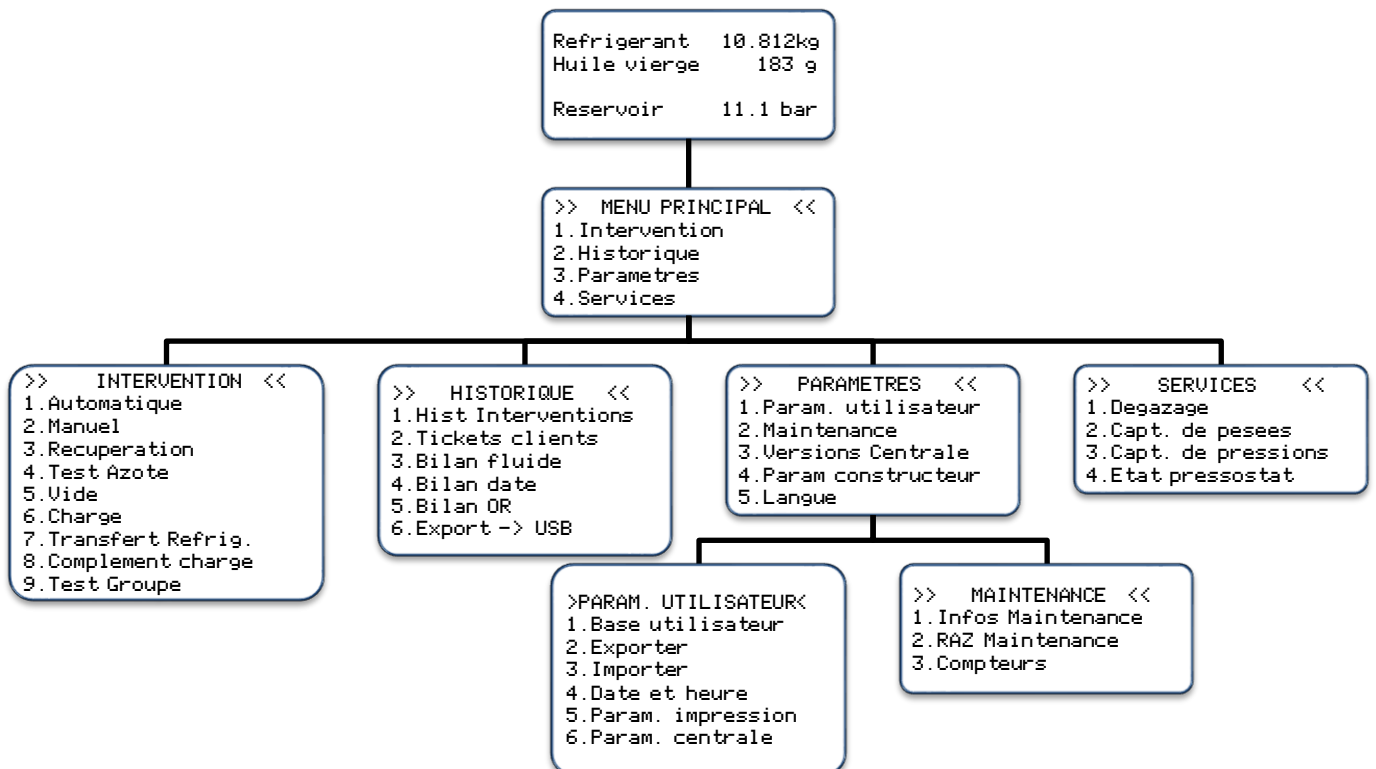 Refrigerant 10.812kg
Huile vierge 183 g
Reservoir 11.1 bar
>> MENU PRINCIPAL <<
1.Intervention
2.Historique
3.Parametres
4.Services
>> INTERVENTION <<
1.Automatique
2.Manuel
3.Recuperation
4.Test Azote
5.Vide
6.Charge
7.Transfert Refrig.
8.Complement charge
9.Test Groupe
>> HISTORIQUE <<
1.Hist Interventions
2.Tickets clients
3.Bilan fluide
4.Bilan date
5.Bilan OR
6.Export -> USB
>> PARAMETRES <<
1.Param. utilisateur
2.Maintenance
3.Versions Centrale
4.Param constructeur
5.Langue
>> SERVICES <<
1.Degazage
2.Capt. de pesees
3.Capt. de pressions
4.Etat pressostat
>PARAM. UTILISATEUR<
1.Base utilisateur
2.Exporter
3.Importer
4.Date et heure
5.Param. impression
6.Param. centrale
>> MAINTENANCE <<
1.Infos Maintenance
2.RAZ Maintenance
3.Compteurs